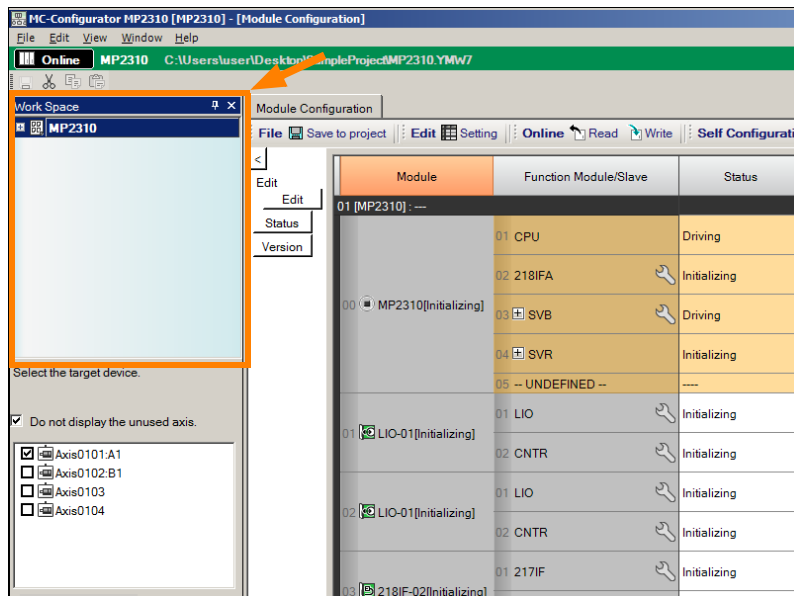 MC-Configurator MP2310 [MP2310] - [Module Configuration]
File Edit View Window Help
Online MP2310 C:\Users\user\Desktop\SampleProject\MP2310.YMW7
Work Space
MP2310
Module Configuration
File Save to project Edit Setting Online Read Write Self Configurati
<
Edit
Edit
Status
Version
Module Function Module/Slave Status
01 [MP2310] : ---
00 MP2310[Initializing]
01 CPU Driving
02 218IFA Initializing
03 SVB Driving
04 SVR Initializing
05 -- UNDEFINED -- ----
01 LIO-01[Initializing]
01 LIO Initializing
02 CNTR Initializing
02 LIO-01[Initializing]
01 LIO Initializing
02 CNTR Initializing
03 218IF-02[Initializing]
01 217IF Initializing
Select the target device.
Do not display the unused axis.
Axis0101:A1
Axis0102:B1
Axis0103
Axis0104